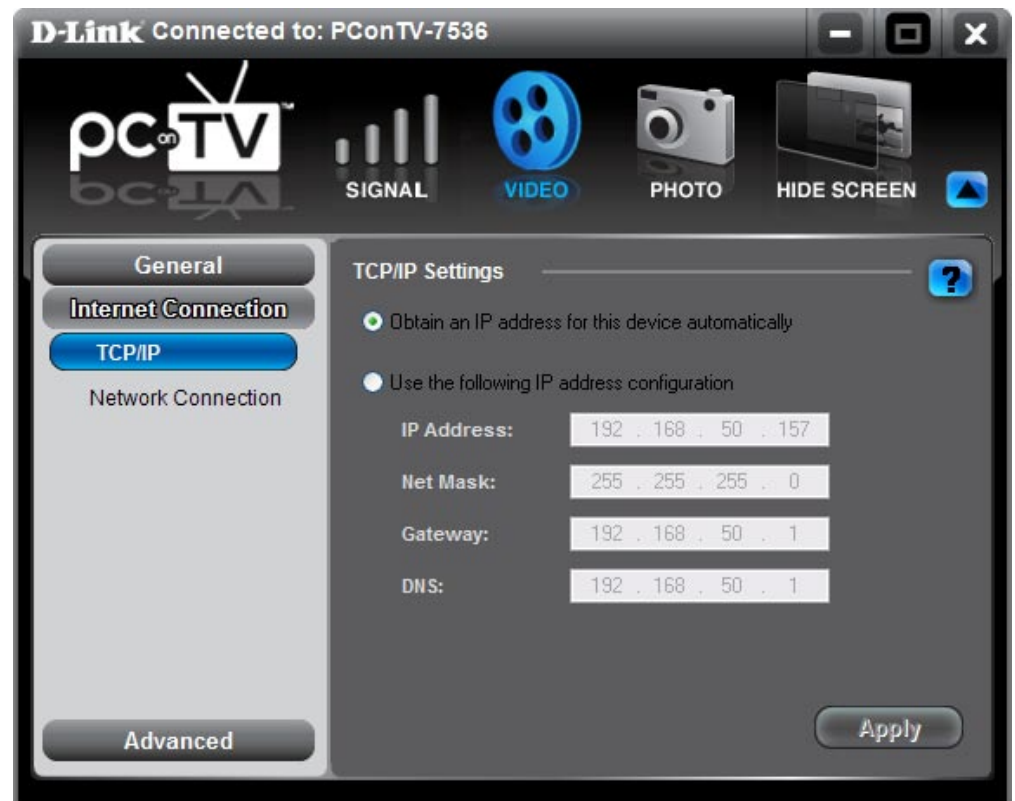 D-Link Connected to: PConTV-7536
pc on TV™
SIGNAL VIDEO PHOTO HIDE SCREEN
General
Internet Connection
TCP/IP
Network Connection
Advanced
TCP/IP Settings ?
Obtain an IP address for this device automatically
Use the following IP address configuration
IP Address: 192 . 168 . 50 . 157
Net Mask: 255 . 255 . 255 . 0
Gateway: 192 . 168 . 50 . 1
DNS: 192 . 168 . 50 . 1
Apply